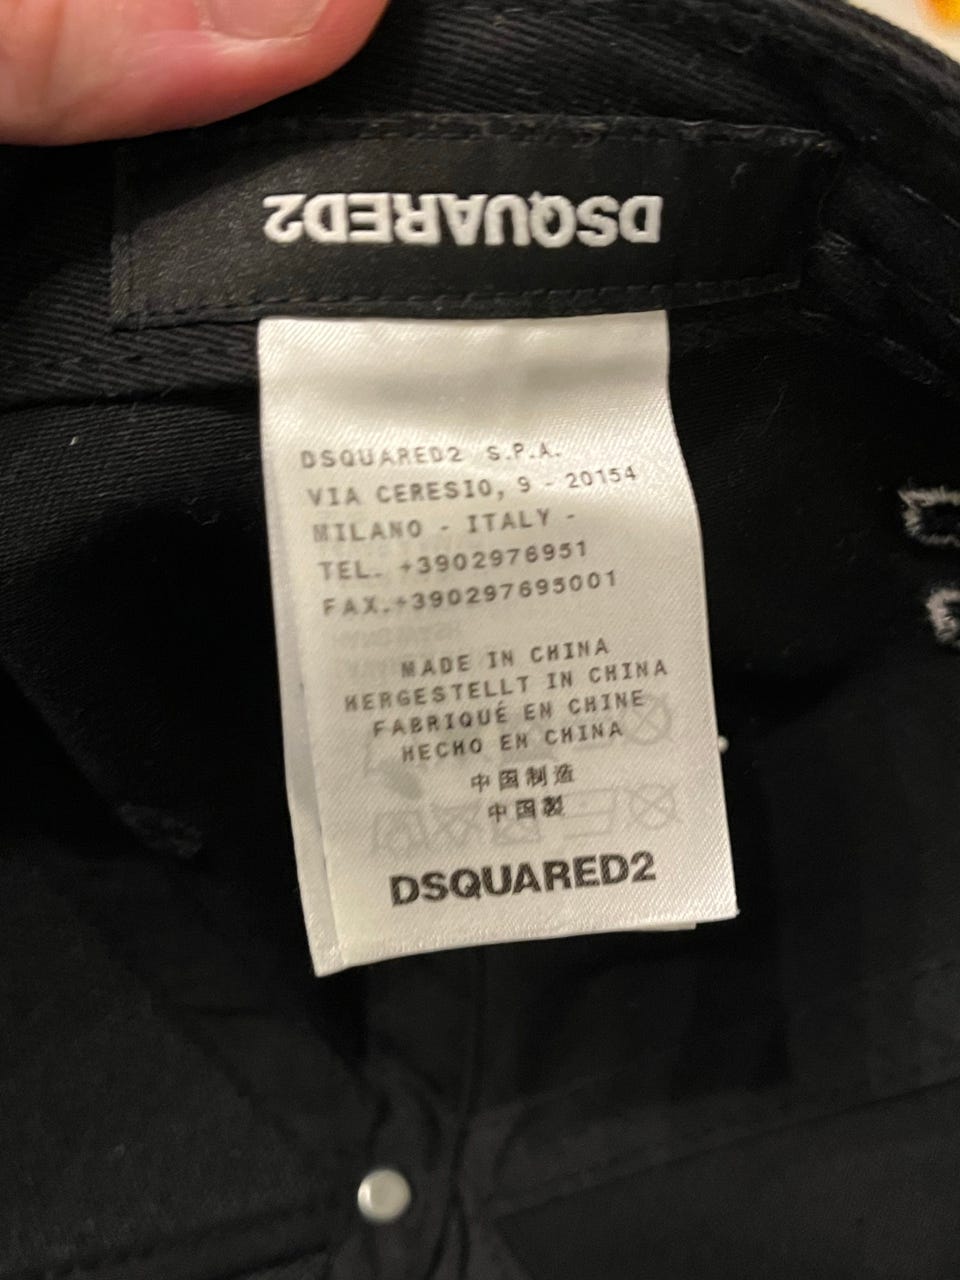 DSQUARED2
DSQUARED2 S.P.A.
VIA CERESIO, 9 - 20154
MILANO - ITALY -
TEL. +3902976951
FAX.+390297695001
MADE IN CHINA
HERGESTELLT IN CHINA
FABRIQUÉ EN CHINE
HECHO EN CHINA
中国制造
中国製
DSQUARED2